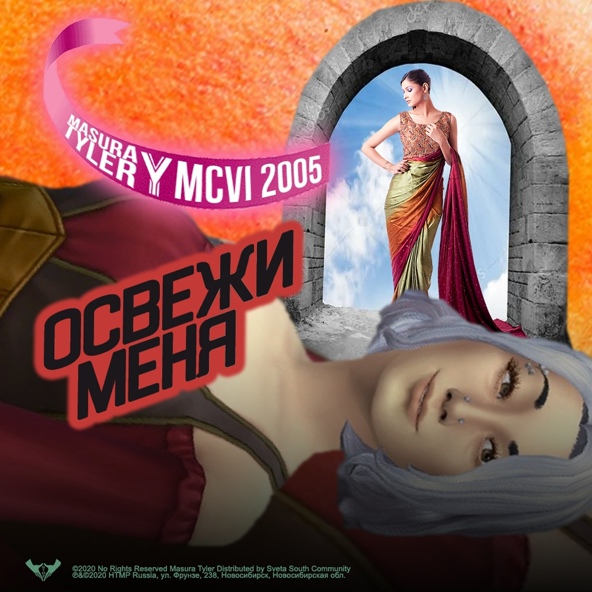 MASURA
TYLER Y MCVI 2005
ОСВЕЖИ
МЕНЯ
©2020 No Rights Reserved Masura Tyler Distributed by Sveta South Community
℗&©2020 HTMP Russia, ул. Фрунзе, 238, Новосибирск, Новосибирская обл.